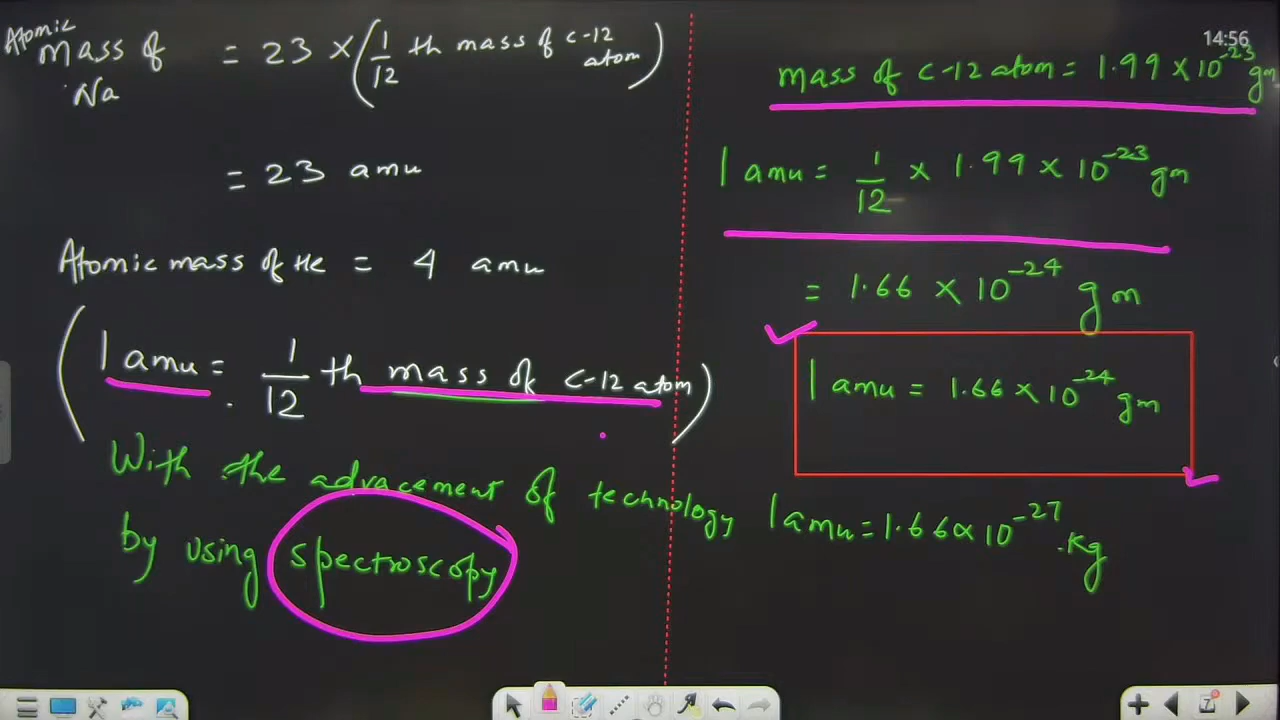 Atomic
Mass of Na = 23 × (1/12 th mass of C-12 atom)
= 23 amu
Atomic mass of He = 4 amu
(1 amu = 1/12 th mass of C-12 atom)
With the advacement of technology
by using spectroscopy
14:56
mass of C-12 atom = 1.99 × 10^-23 gm
1 amu = 1/12 × 1.99 × 10^-23 gm
= 1.66 × 10^-24 gm
1 amu = 1.66 × 10^-24 gm
1 amu = 1.66 × 10^-27 kg
7